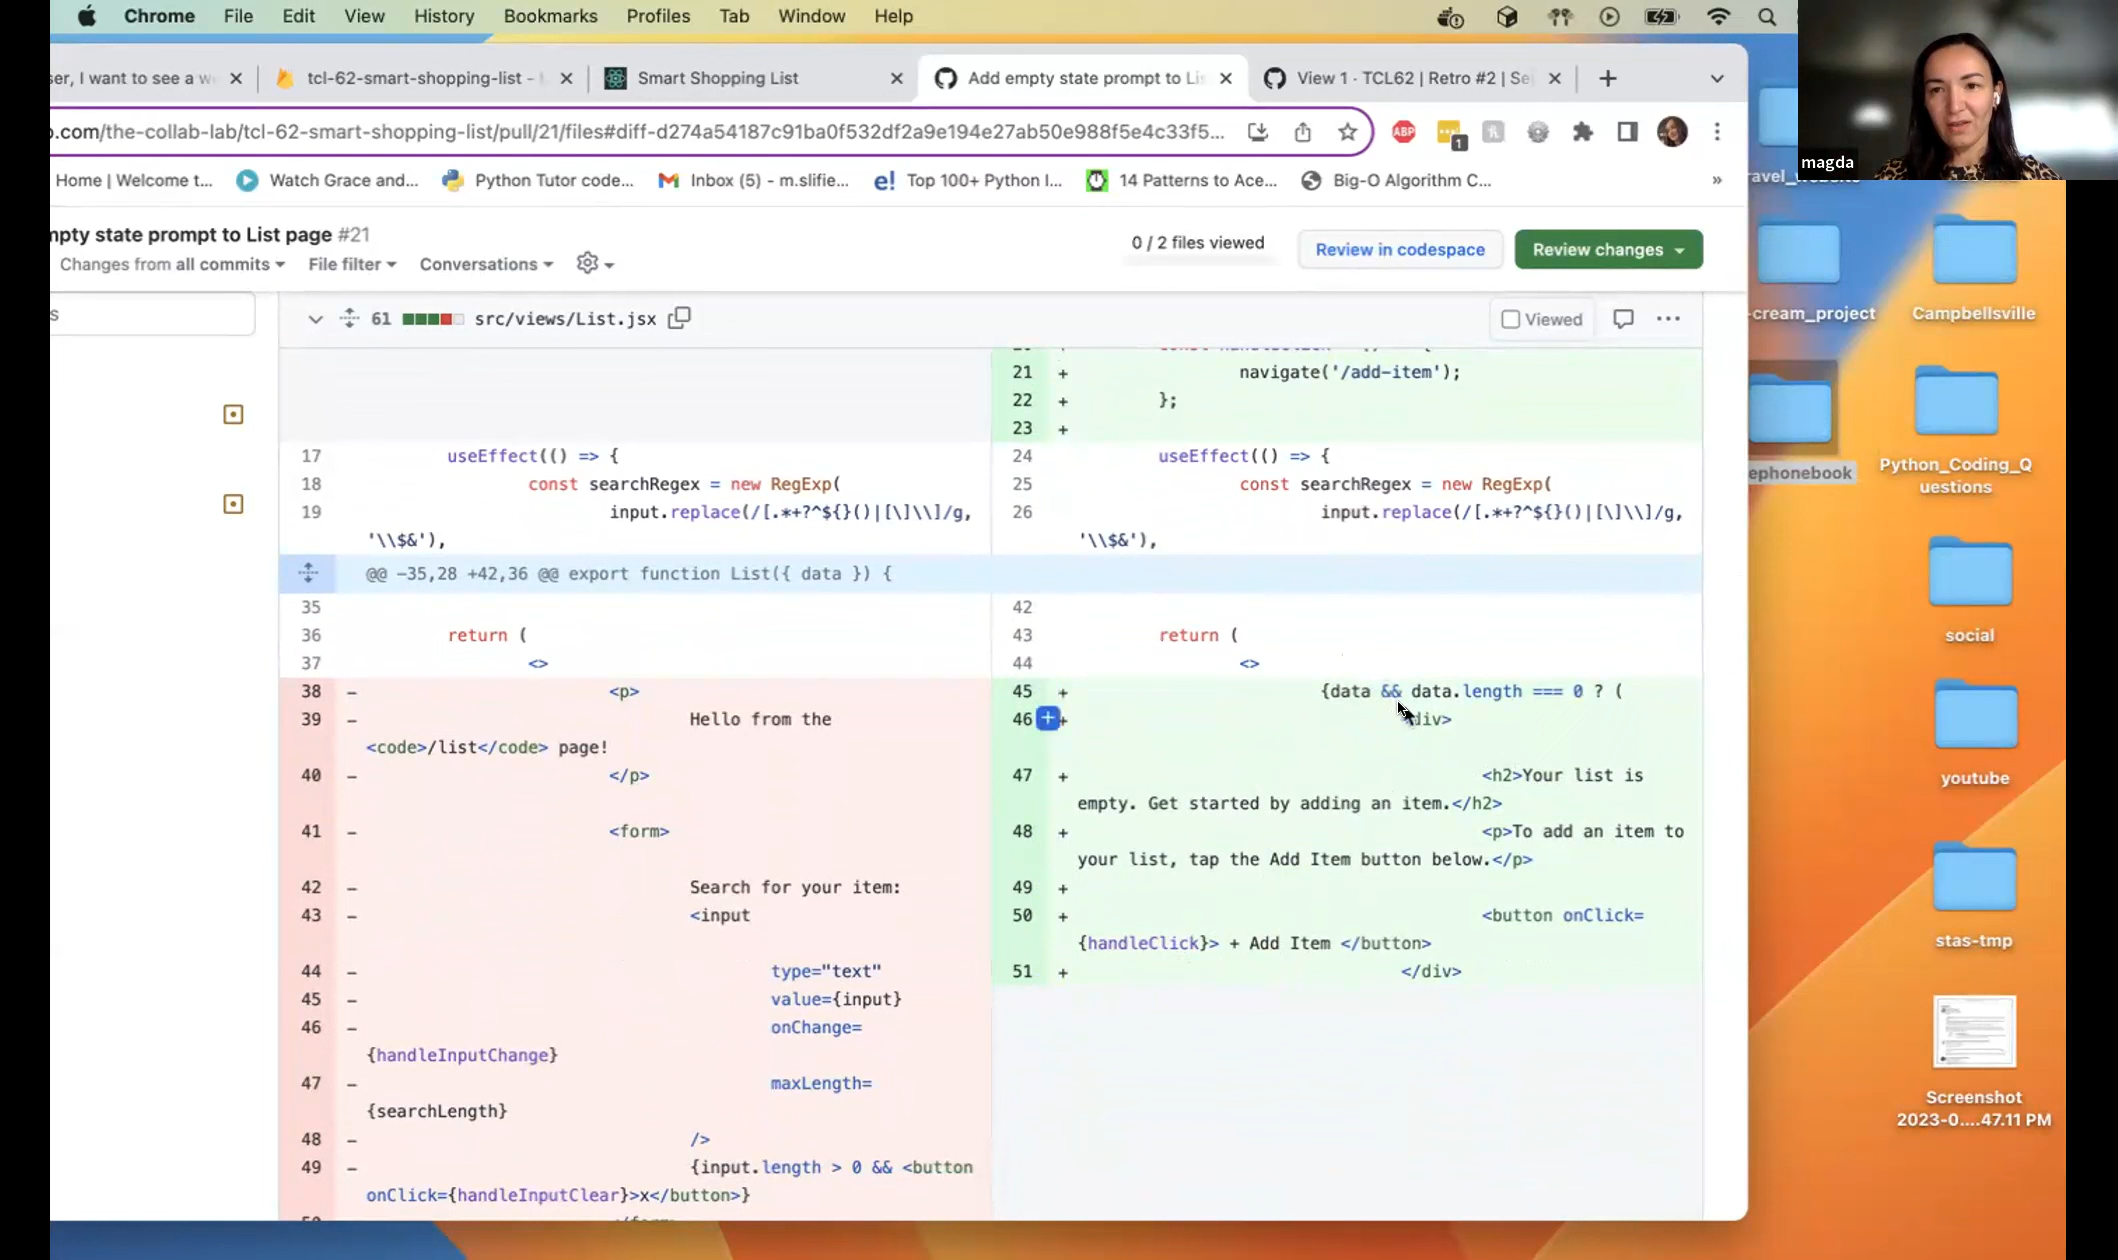 Chrome File Edit View History Bookmarks Profiles Tab Window Help
ser, I want to see a we
tcl-62-smart-shopping-list -
Smart Shopping List
Add empty state prompt to Lis
View 1 · TCL62 | Retro #2 | Sel
o.com/the-collab-lab/tcl-62-smart-shopping-list/pull/21/files#diff-d274a54187c91ba0f532df2a9e194e27ab50e988f5e4c33f5...
ABP
1
magda
Home | Welcome t...
Watch Grace and...
Python Tutor code...
Inbox (5) - m.slifie...
e! Top 100+ Python I...
14 Patterns to Ace...
Big-O Algorithm C...
»
mpty state prompt to List page #21
Changes from all commits
File filter
Conversations
0 / 2 files viewed
Review in codespace
Review changes
s
61 src/views/List.jsx
Viewed
21 + navigate('/add-item');
22 + };
23 +
17 useEffect(() => {
18 const searchRegex = new RegExp(
19 input.replace(/[.*+?^${}()|[\]\\]/g,
'\\$&'),
24 useEffect(() => {
25 const searchRegex = new RegExp(
26 input.replace(/[.*+?^${}()|[\]\\]/g,
'\\$&'),
@@ -35,28 +42,36 @@ export function List({ data }) {
35
36 return (
37 <>
38 - <p>
39 - Hello from the
<code>/list</code> page!
40 - </p>
41 - <form>
42 - Search for your item:
43 - <input
44 - type="text"
45 - value={input}
46 - onChange=
{handleInputChange}
47 - maxLength=
{searchLength}
48 - />
49 - {input.length > 0 && <button
onClick={handleInputClear}>x</button>}
42
43 return (
44 <>
45 + {data && data.length === 0 ? (
46 + div>
47 + <h2>Your list is
empty. Get started by adding an item.</h2>
48 + <p>To add an item to
your list, tap the Add Item button below.</p>
49 +
50 + <button onClick=
{handleClick}> + Add Item </button>
51 + </div>
-cream_project
Campbellsville
ephonebook
Python_Coding_Q
uestions
social
youtube
stas-tmp
Screenshot
2023-0....47.11 PM